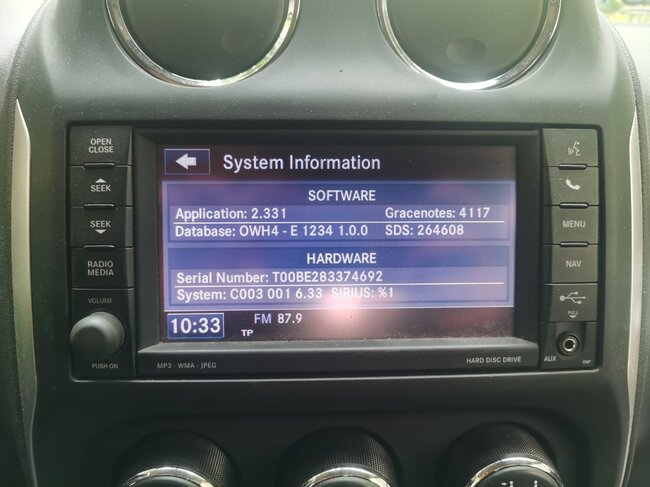 OPEN
CLOSE
SEEK
SEEK
RADIO
MEDIA
VOLUME
PUSH ON
System Information
SOFTWARE
Application: 2.331 Gracenotes: 4117
Database: OWH4 - E 1234 1.0.0 SDS: 264608
HARDWARE
Serial Number: T00BE283374692
System: C003 001 6.33 SIRIUS: %1
10:33 FM 87.9
TP
MP3 · WMA · JPEG
HARD DISC DRIVE
MENU
NAV
PULL
AUX